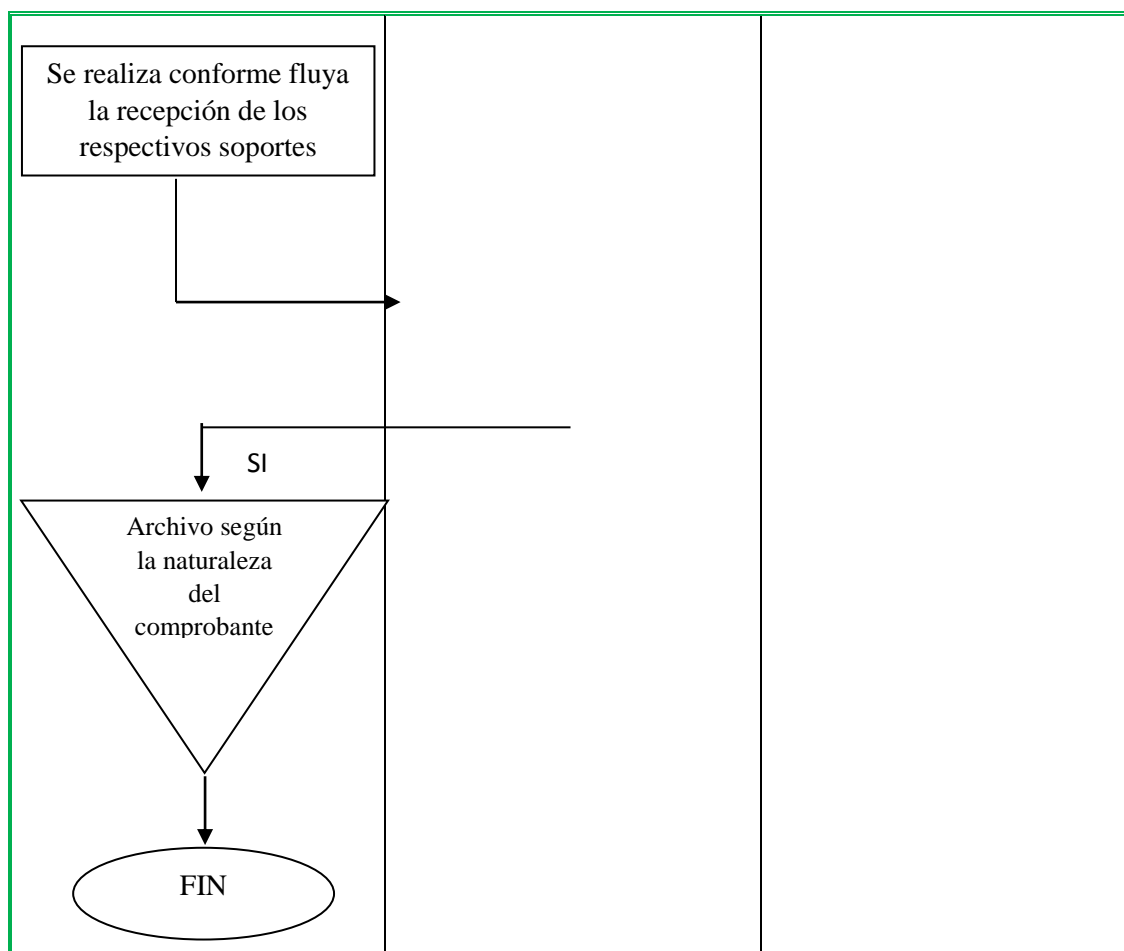 Se realiza conforme fluya
la recepción de los
respectivos soportes
SI
Archivo según
la naturaleza
del
comprobante
FIN